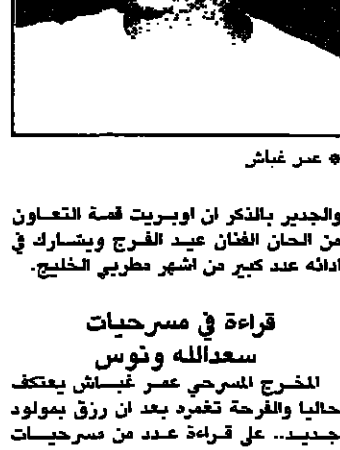 * عمر غباش
والجدير بالذكر ان اوبريت قمة التعاون
من الحان الفنان عيد الفرج ويشارك في
ادائه عدد كبير من اشهر مطربي الخليج.
قراءة في مسرحيات
سعدالله ونوس
المخرج المسرحي عمر غباش يعتكف
حاليا والفرحة تغمره بعد ان رزق بمولود
جديد.. على قراءة عدد من مسرحيات